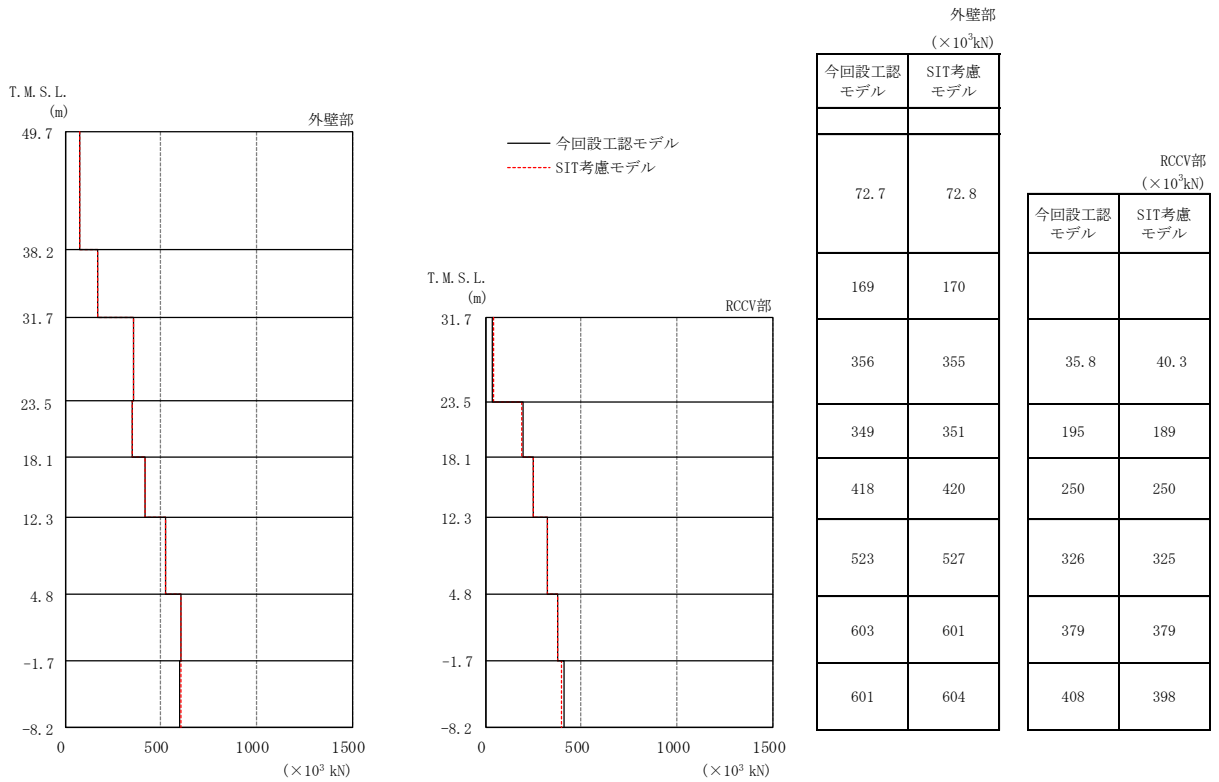 T.M.S.L.
(m)
外壁部
49.7
38.2
31.7
23.5
18.1
12.3
4.8
-1.7
-8.2
0 500 1000 1500
(×10³ kN)
今回設工認モデル
SIT考慮モデル
T.M.S.L.
(m)
RCCV部
31.7
23.5
18.1
12.3
4.8
-1.7
-8.2
0 500 1000 1500
(×10³ kN)
外壁部
(×10³kN)
今回設工認
モデル
SIT考慮
モデル
72.7 72.8
169 170
356 355
349 351
418 420
523 527
603 601
601 604
RCCV部
(×10³kN)
今回設工認
モデル
SIT考慮
モデル
35.8 40.3
195 189
250 250
326 325
379 379
408 398